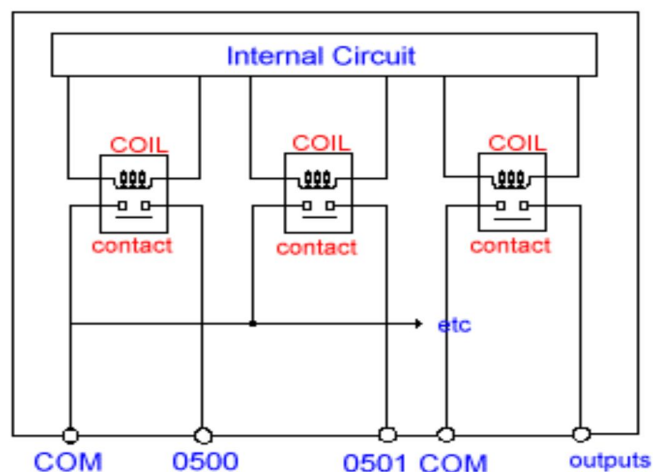 Internal Circuit
COIL COIL COIL
contact contact contact
etc
COM 0500 0501 COM outputs